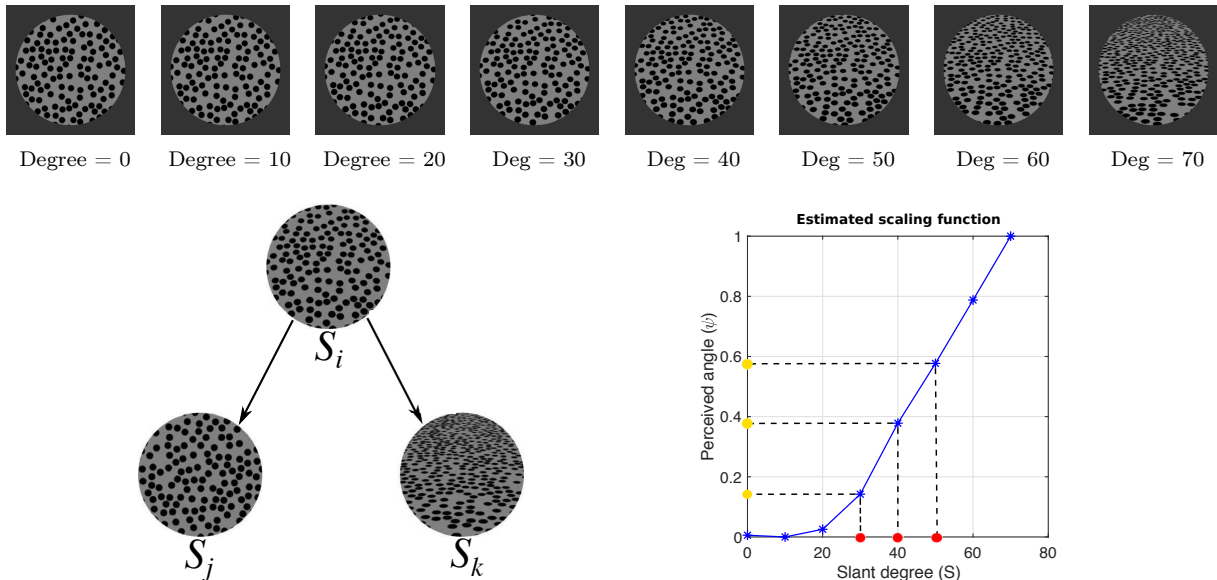 Degree = 0 Degree = 10 Degree = 20 Deg = 30 Deg = 40 Deg = 50 Deg = 60 Deg = 70
S_i
S_j S_k
Estimated scaling function
Perceived angle (ψ)
1
0.8
0.6
0.4
0.2
0
0 20 40 60 80
Slant degree (S)